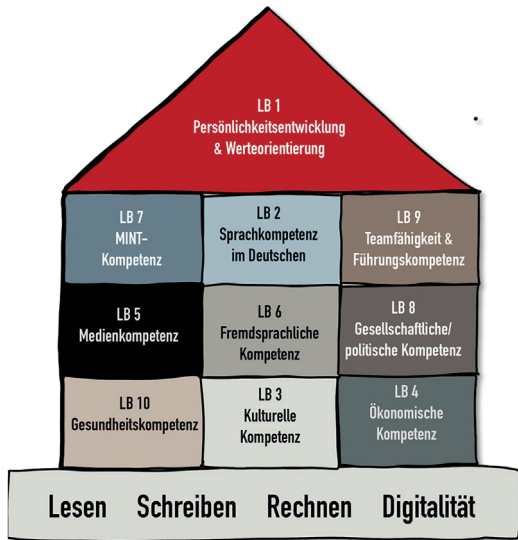 LB 1
Persönlichkeitsentwicklung
& Werteorientierung
LB 7
MINT-
Kompetenz
LB 2
Sprachkompetenz
im Deutschen
LB 9
Teamfähigkeit &
Führungskompetenz
LB 5
Medienkompetenz
LB 6
Fremdsprachliche
Kompetenz
LB 8
Gesellschaftliche/
politische Kompetenz
LB 10
Gesundheitskompetenz
LB 3
Kulturelle
Kompetenz
LB 4
Ökonomische
Kompetenz
Lesen Schreiben Rechnen Digitalität